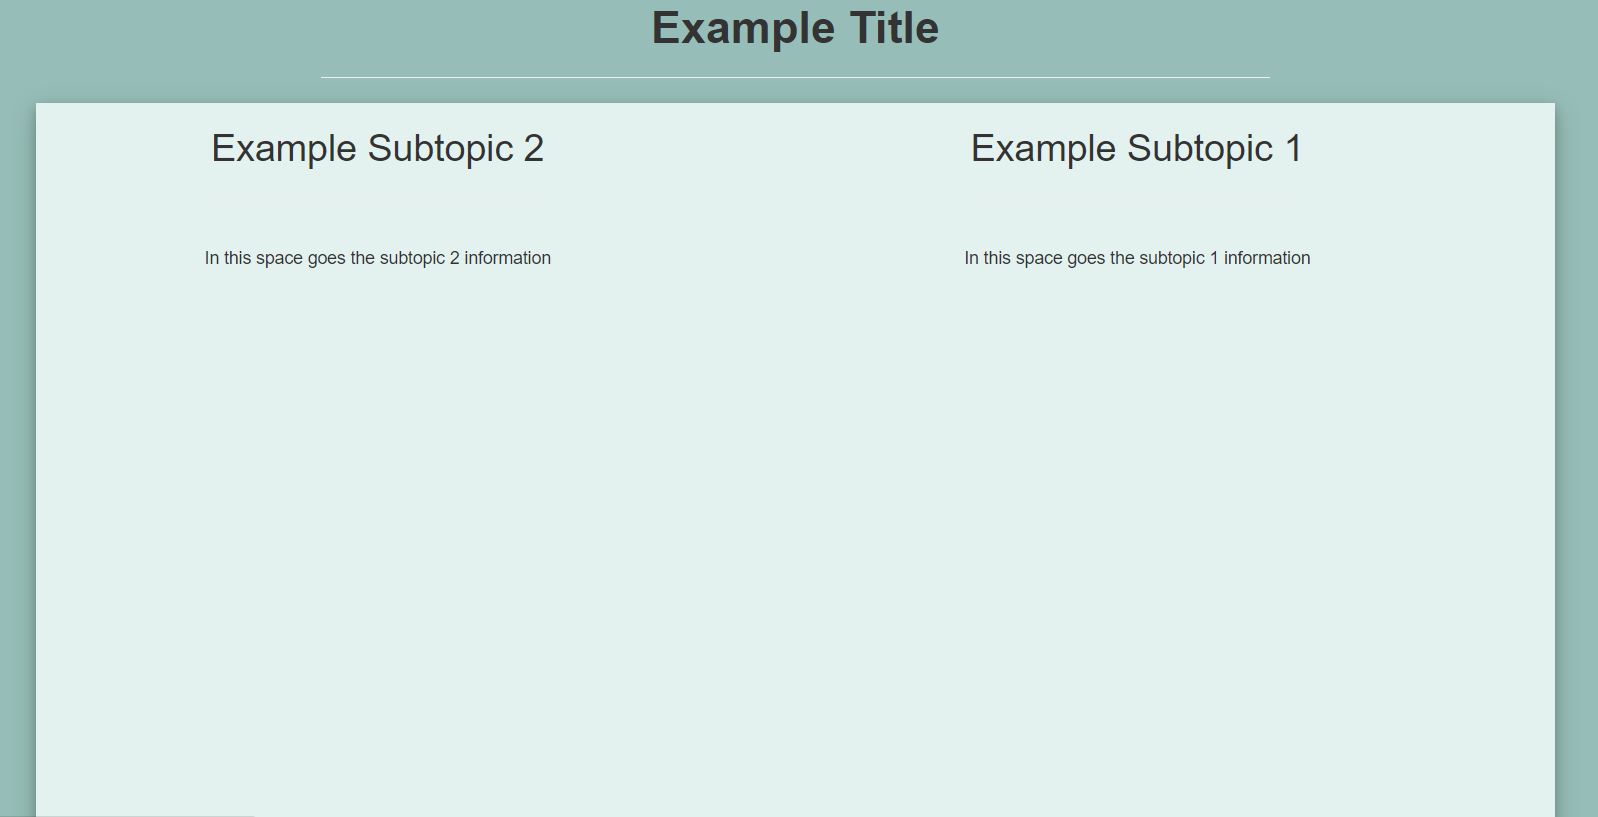 Example Title
Example Subtopic 2
In this space goes the subtopic 2 information
Example Subtopic 1
In this space goes the subtopic 1 information